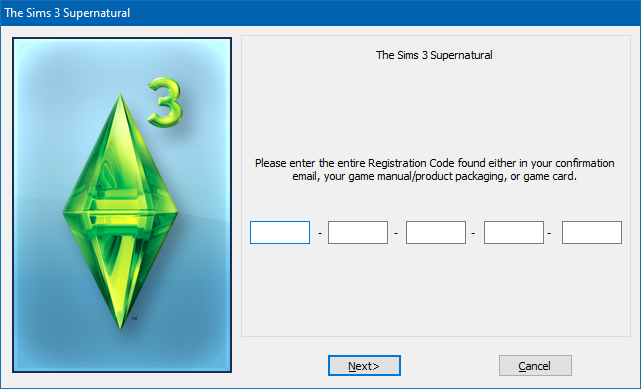 The Sims 3 Supernatural
3
The Sims 3 Supernatural
Please enter the entire Registration Code found either in your confirmation
email, your game manual/product packaging, or game card.
- - - -
Next> Cancel